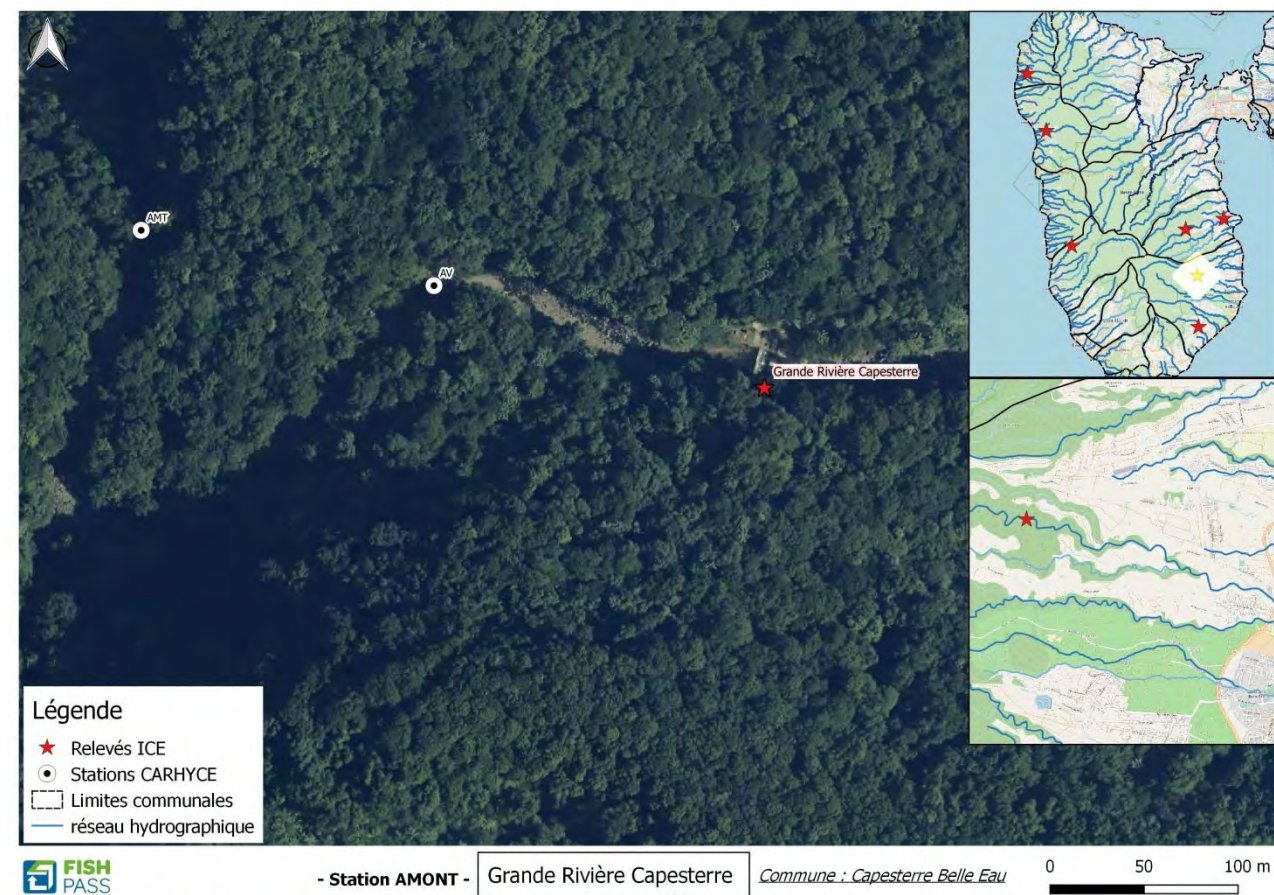 AMT
AV
Grande Rivière Capesterre
Légende
Relevés ICE
Stations CARHYCE
Limites communales
réseau hydrographique
FISH
PASS
- Station AMONT -
Grande Rivière Capesterre
Commune : Capesterre Belle Eau
0 50 100 m